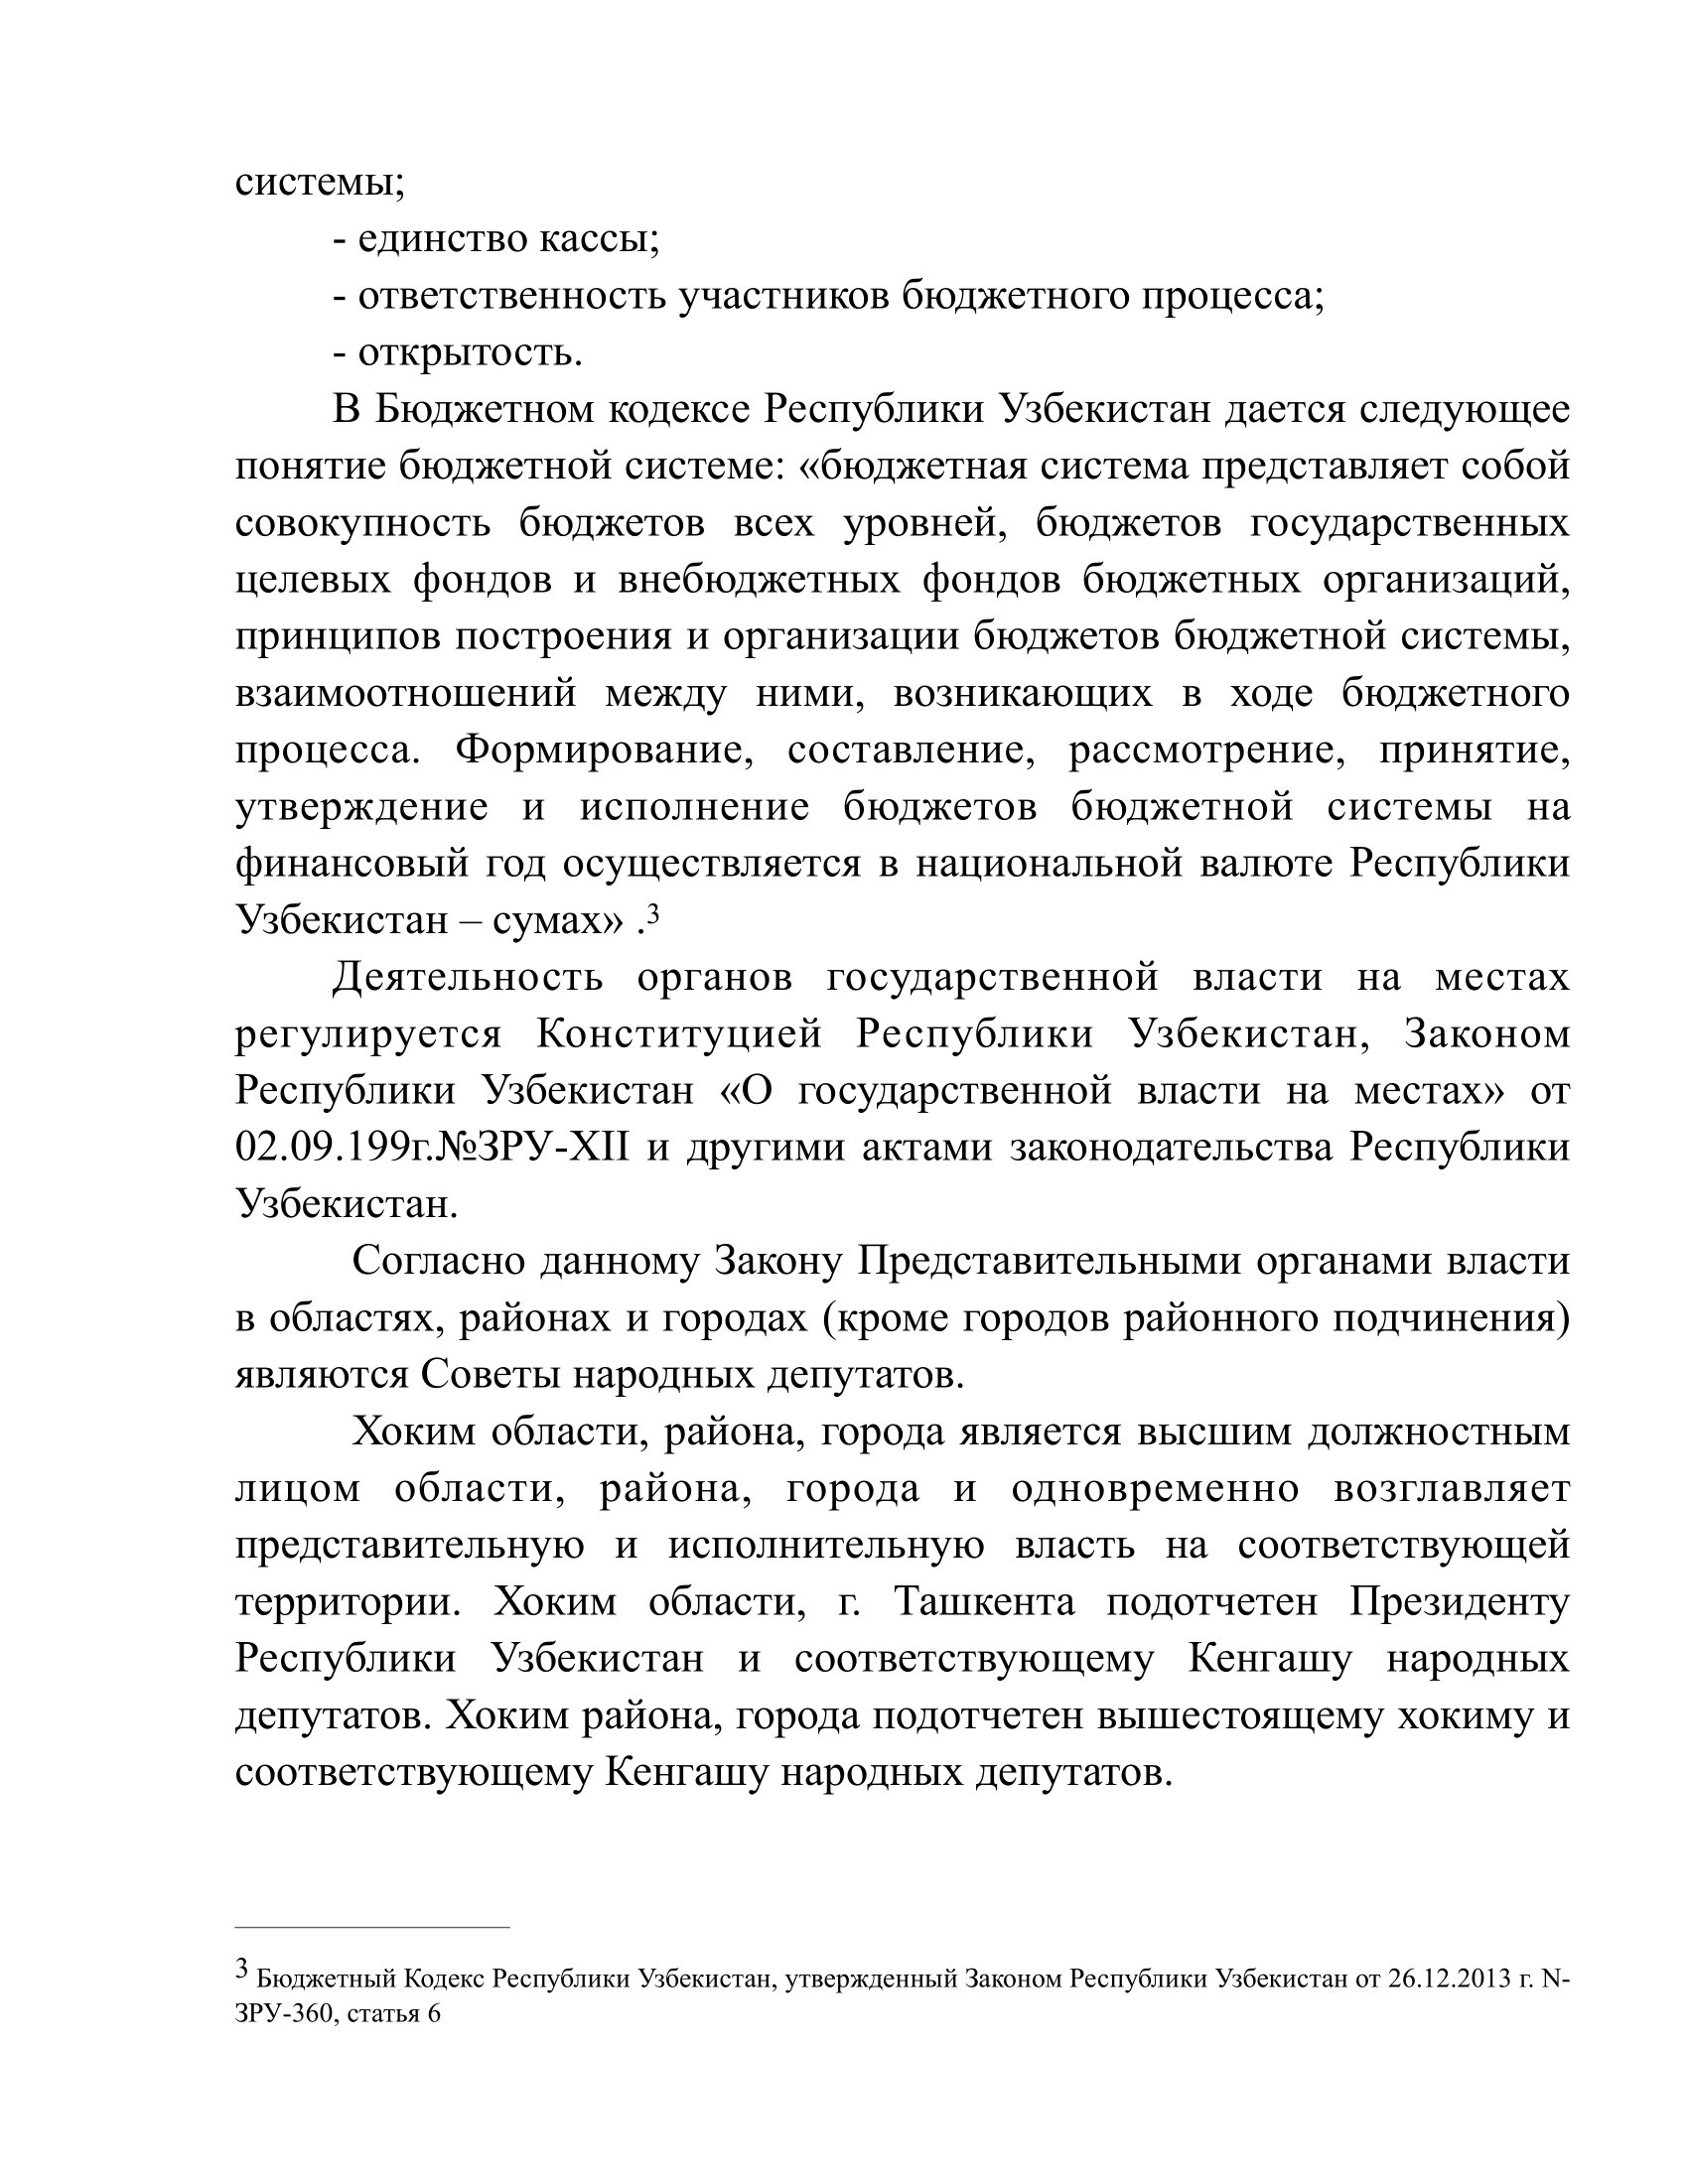 системы;
- единство кассы;
- ответственность участников бюджетного процесса;
- открытость.
В Бюджетном кодексе Республики Узбекистан дается следующее
понятие бюджетной системе: «бюджетная система представляет собой
совокупность бюджетов всех уровней, бюджетов государственных
целевых фондов и внебюджетных фондов бюджетных организаций,
принципов построения и организации бюджетов бюджетной системы,
взаимоотношений между ними, возникающих в ходе бюджетного
процесса. Формирование, составление, рассмотрение, принятие,
утверждение и исполнение бюджетов бюджетной системы на
финансовый год осуществляется в национальной валюте Республики
Узбекистан – сумах» .3
Деятельность органов государственной власти на местах
регулируется Конституцией Республики Узбекистан, Законом
Республики Узбекистан «О государственной власти на местах» от
02.09.199г.№ЗРУ-XII и другими актами законодательства Республики
Узбекистан.
Согласно данному Закону Представительными органами власти
в областях, районах и городах (кроме городов районного подчинения)
являются Советы народных депутатов.
Хоким области, района, города является высшим должностным
лицом области, района, города и одновременно возглавляет
представительную и исполнительную власть на соответствующей
территории. Хоким области, г. Ташкента подотчетен Президенту
Республики Узбекистан и соответствующему Кенгашу народных
депутатов. Хоким района, города подотчетен вышестоящему хокиму и
соответствующему Кенгашу народных депутатов.
3 Бюджетный Кодекс Республики Узбекистан, утвержденный Законом Республики Узбекистан от 26.12.2013 г. N-
ЗРУ-360, статья 6